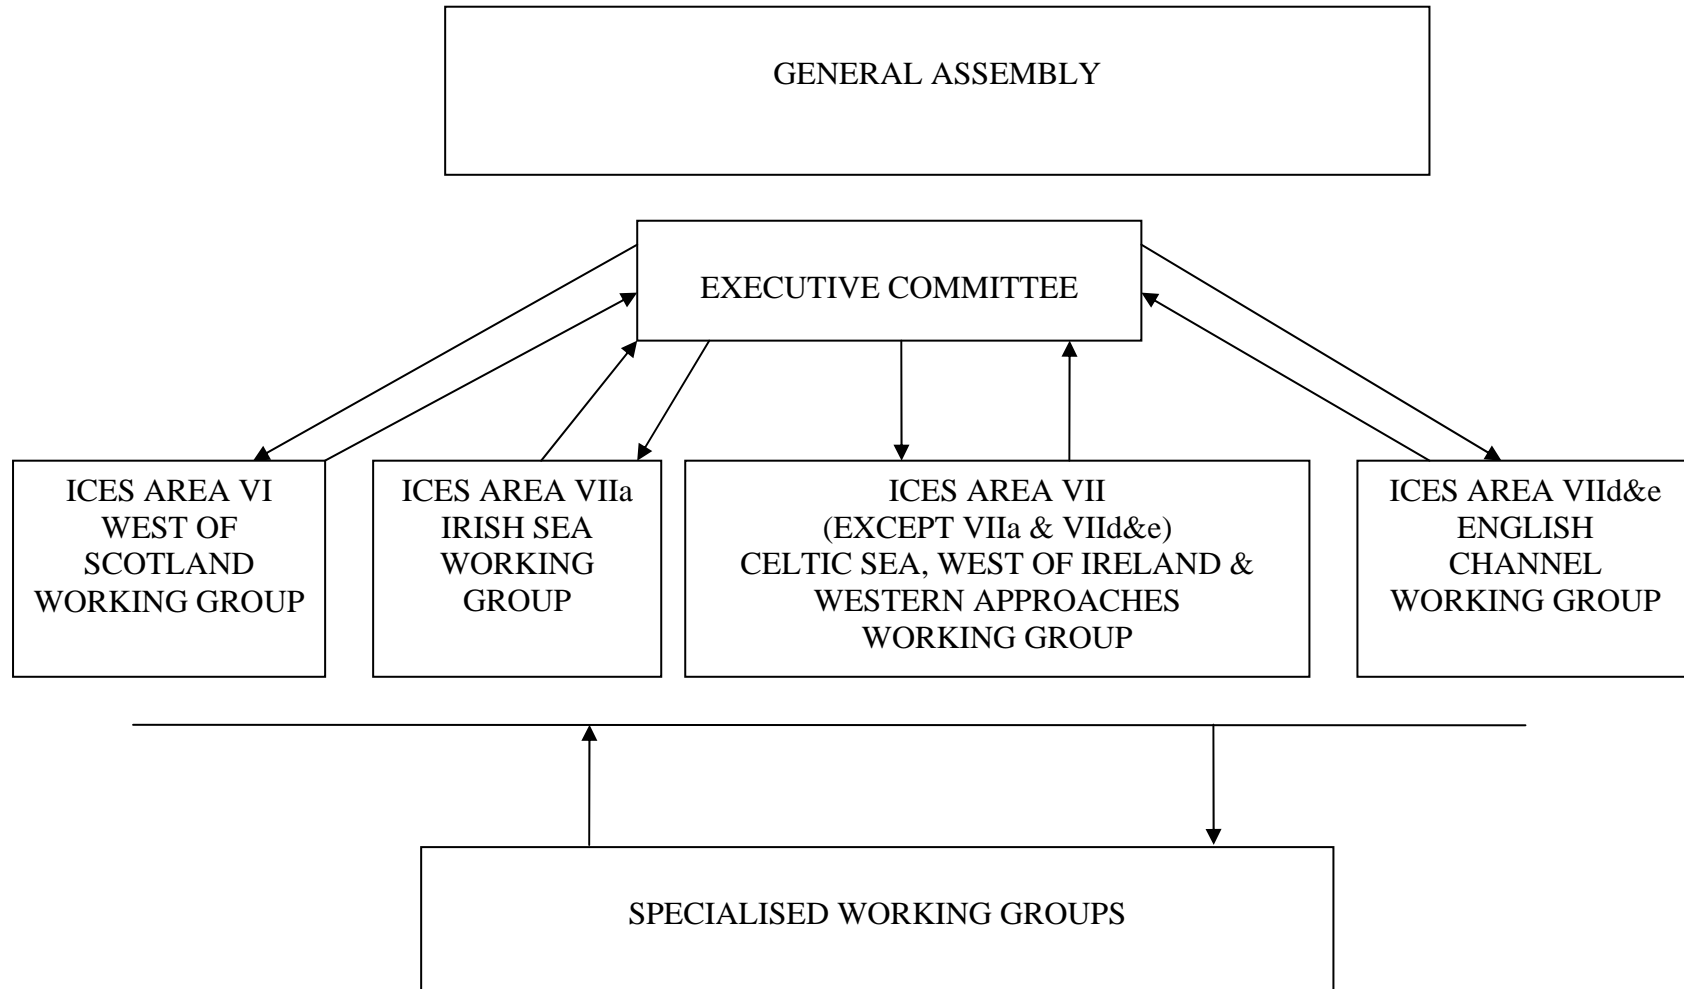 GENERAL ASSEMBLY
EXECUTIVE COMMITTEE
ICES AREA VI
WEST OF
SCOTLAND
WORKING GROUP
ICES AREA VIIa
IRISH SEA
WORKING
GROUP
ICES AREA VII
(EXCEPT VIIa & VIId&e)
CELTIC SEA, WEST OF IRELAND &
WESTERN APPROACHES
WORKING GROUP
ICES AREA VIId&e
ENGLISH
CHANNEL
WORKING GROUP
SPECIALISED WORKING GROUPS